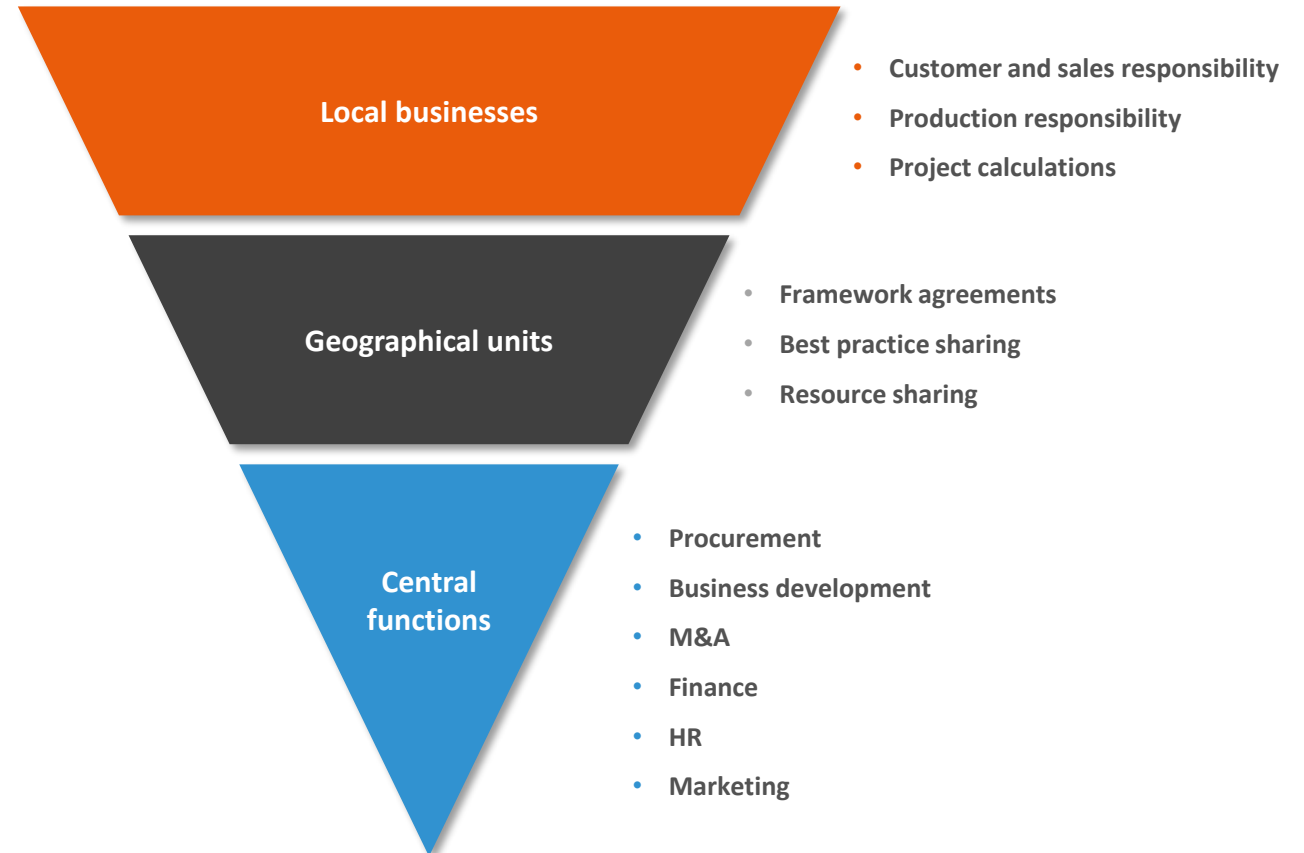 Local businesses
• Customer and sales responsibility
• Production responsibility
• Project calculations
Geographical units
• Framework agreements
• Best practice sharing
• Resource sharing
Central
functions
• Procurement
• Business development
• M&A
• Finance
• HR
• Marketing